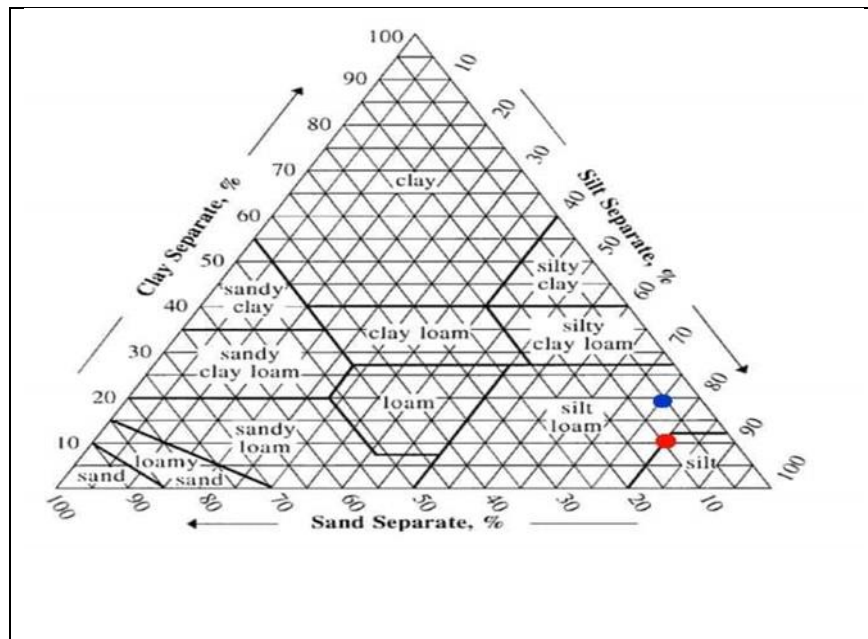 100
90
80
70
60
50
40
30
20
10
Clay Separate, %
10
20
30
40
50
60
70
80
90
100
Silt Separate, %
clay
silty
clay
sandy
clay
clay loam
silty
clay loam
sandy
clay loam
loam
silt
loam
sandy
loam
silt
loamy
sand
sand
100
90
80
70
60
50
40
30
20
10
Sand Separate, %